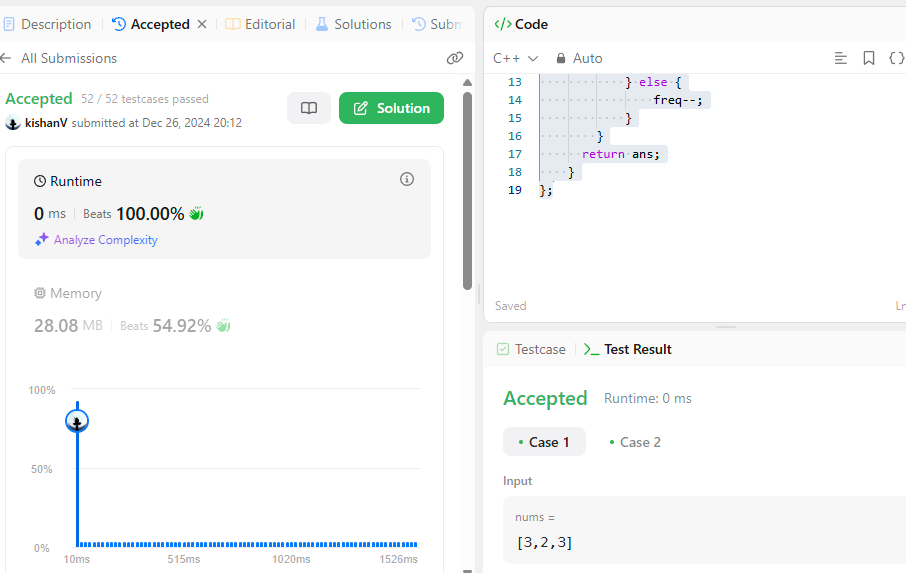 Description
Accepted
Editorial
Solutions
Subm
All Submissions
Accepted 52 / 52 testcases passed
kishanV submitted at Dec 26, 2024 20:12
Solution
Runtime
0 ms Beats 100.00%
Analyze Complexity
Memory
28.08 MB Beats 54.92%
100%
50%
0%
10ms 515ms 1020ms 1526ms
</> Code
C++ Auto
13 } else {
14 freq--;
15 }
16 }
17 return ans;
18 }
19 };
Saved
Ln
Testcase
Test Result
Accepted Runtime: 0 ms
Case 1
Case 2
Input
nums =
[3,2,3]